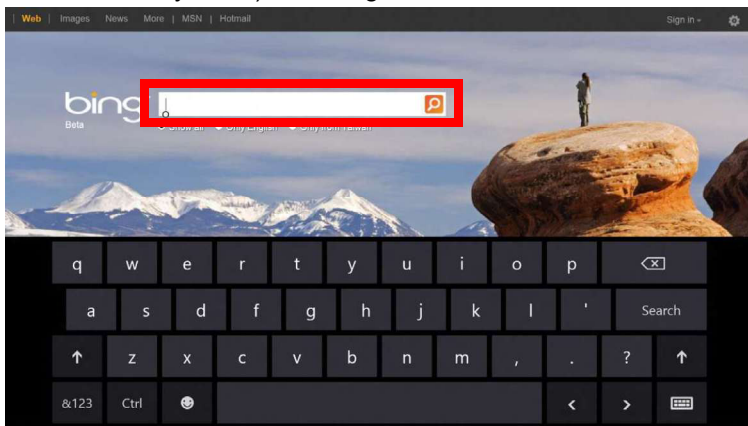 Web | Images News More | MSN | Hotmail Sign in
bing
Beta
Show all Only English Only from Taiwan
q w e r t y u i o p
a s d f g h j k l ' Search
↑ z x c v b n m , . ? ↑
&123 Ctrl < >